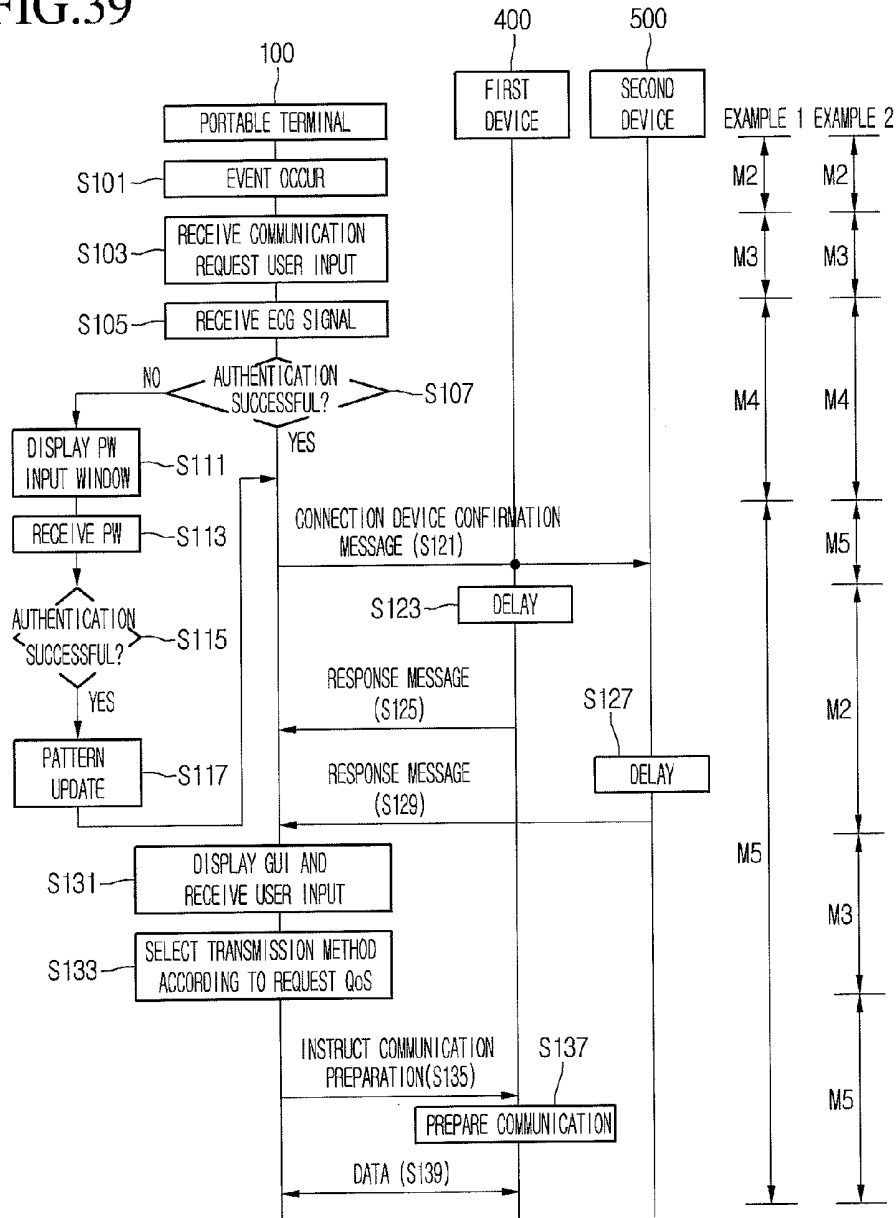 FIG.39
400
500
100
FIRST
DEVICE
SECOND
DEVICE
EXAMPLE 1 EXAMPLE 2
PORTABLE TERMINAL
S101
EVENT OCCUR
M2
M2
S103
RECEIVE COMMUNICATION
REQUEST USER INPUT
M3
M3
S105
RECEIVE ECG SIGNAL
NO
AUTHENTICATION
SUCCESSFUL?
S107
M4
M4
YES
DISPLAY PW
INPUT WINDOW
S111
RECEIVE PW
S113
CONNECTION DEVICE CONFIRMATION
MESSAGE (S121)
M5
S123
DELAY
AUTHENTICATION
SUCCESSFUL?
S115
YES
RESPONSE MESSAGE
(S125)
S127
M2
PATTERN
UPDATE
S117
DELAY
RESPONSE MESSAGE
(S129)
M5
S131
DISPLAY GUI AND
RECEIVE USER INPUT
M3
S133
SELECT TRANSMISSION METHOD
ACCORDING TO REQUEST QoS
INSTRUCT COMMUNICATION
PREPARATION(S135)
S137
M5
PREPARE COMMUNICATION
DATA (S139)